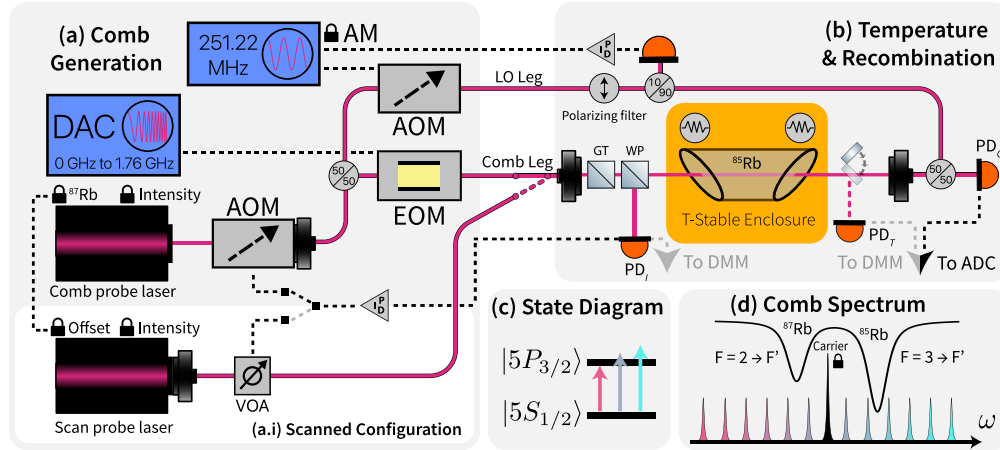 (a) Comb
Generation
251.22
MHz
AM
DAC
0 GHz to 1.76 GHz
AOM
LO Leg
50
50
EOM
Comb Leg
⁸⁷Rb
Intensity
AOM
Comb probe laser
Offset
Intensity
Scan probe laser
VOA
P
I
D
(a.i) Scanned Configuration
(b) Temperature
& Recombination
P
I
D
Polarizing filter
10
90
GT
WP
⁸⁵Rb
T-Stable Enclosure
50
50
PD_I
To DMM
PD_T
To DMM
To ADC
(c) State Diagram
|5P₃/₂⟩
|5S₁/₂⟩
(d) Comb Spectrum
⁸⁷Rb
⁸⁵Rb
F = 2 → F'
Carrier
F = 3 → F'
ω